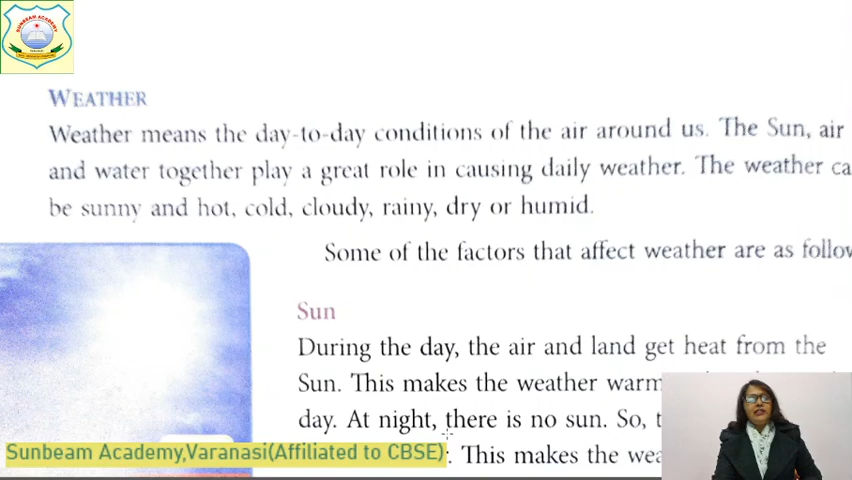 SUNBEAM ACADEMY
WEATHER
Weather means the day-to-day conditions of the air around us. The Sun, air
and water together play a great role in causing daily weather. The weather ca
be sunny and hot, cold, cloudy, rainy, dry or humid.
Some of the factors that affect weather are as follow
Sun
During the day, the air and land get heat from the
Sun. This makes the weather warm
day. At night, there is no sun. So, t
This makes the wea
Sunbeam Academy,Varanasi(Affiliated to CBSE)